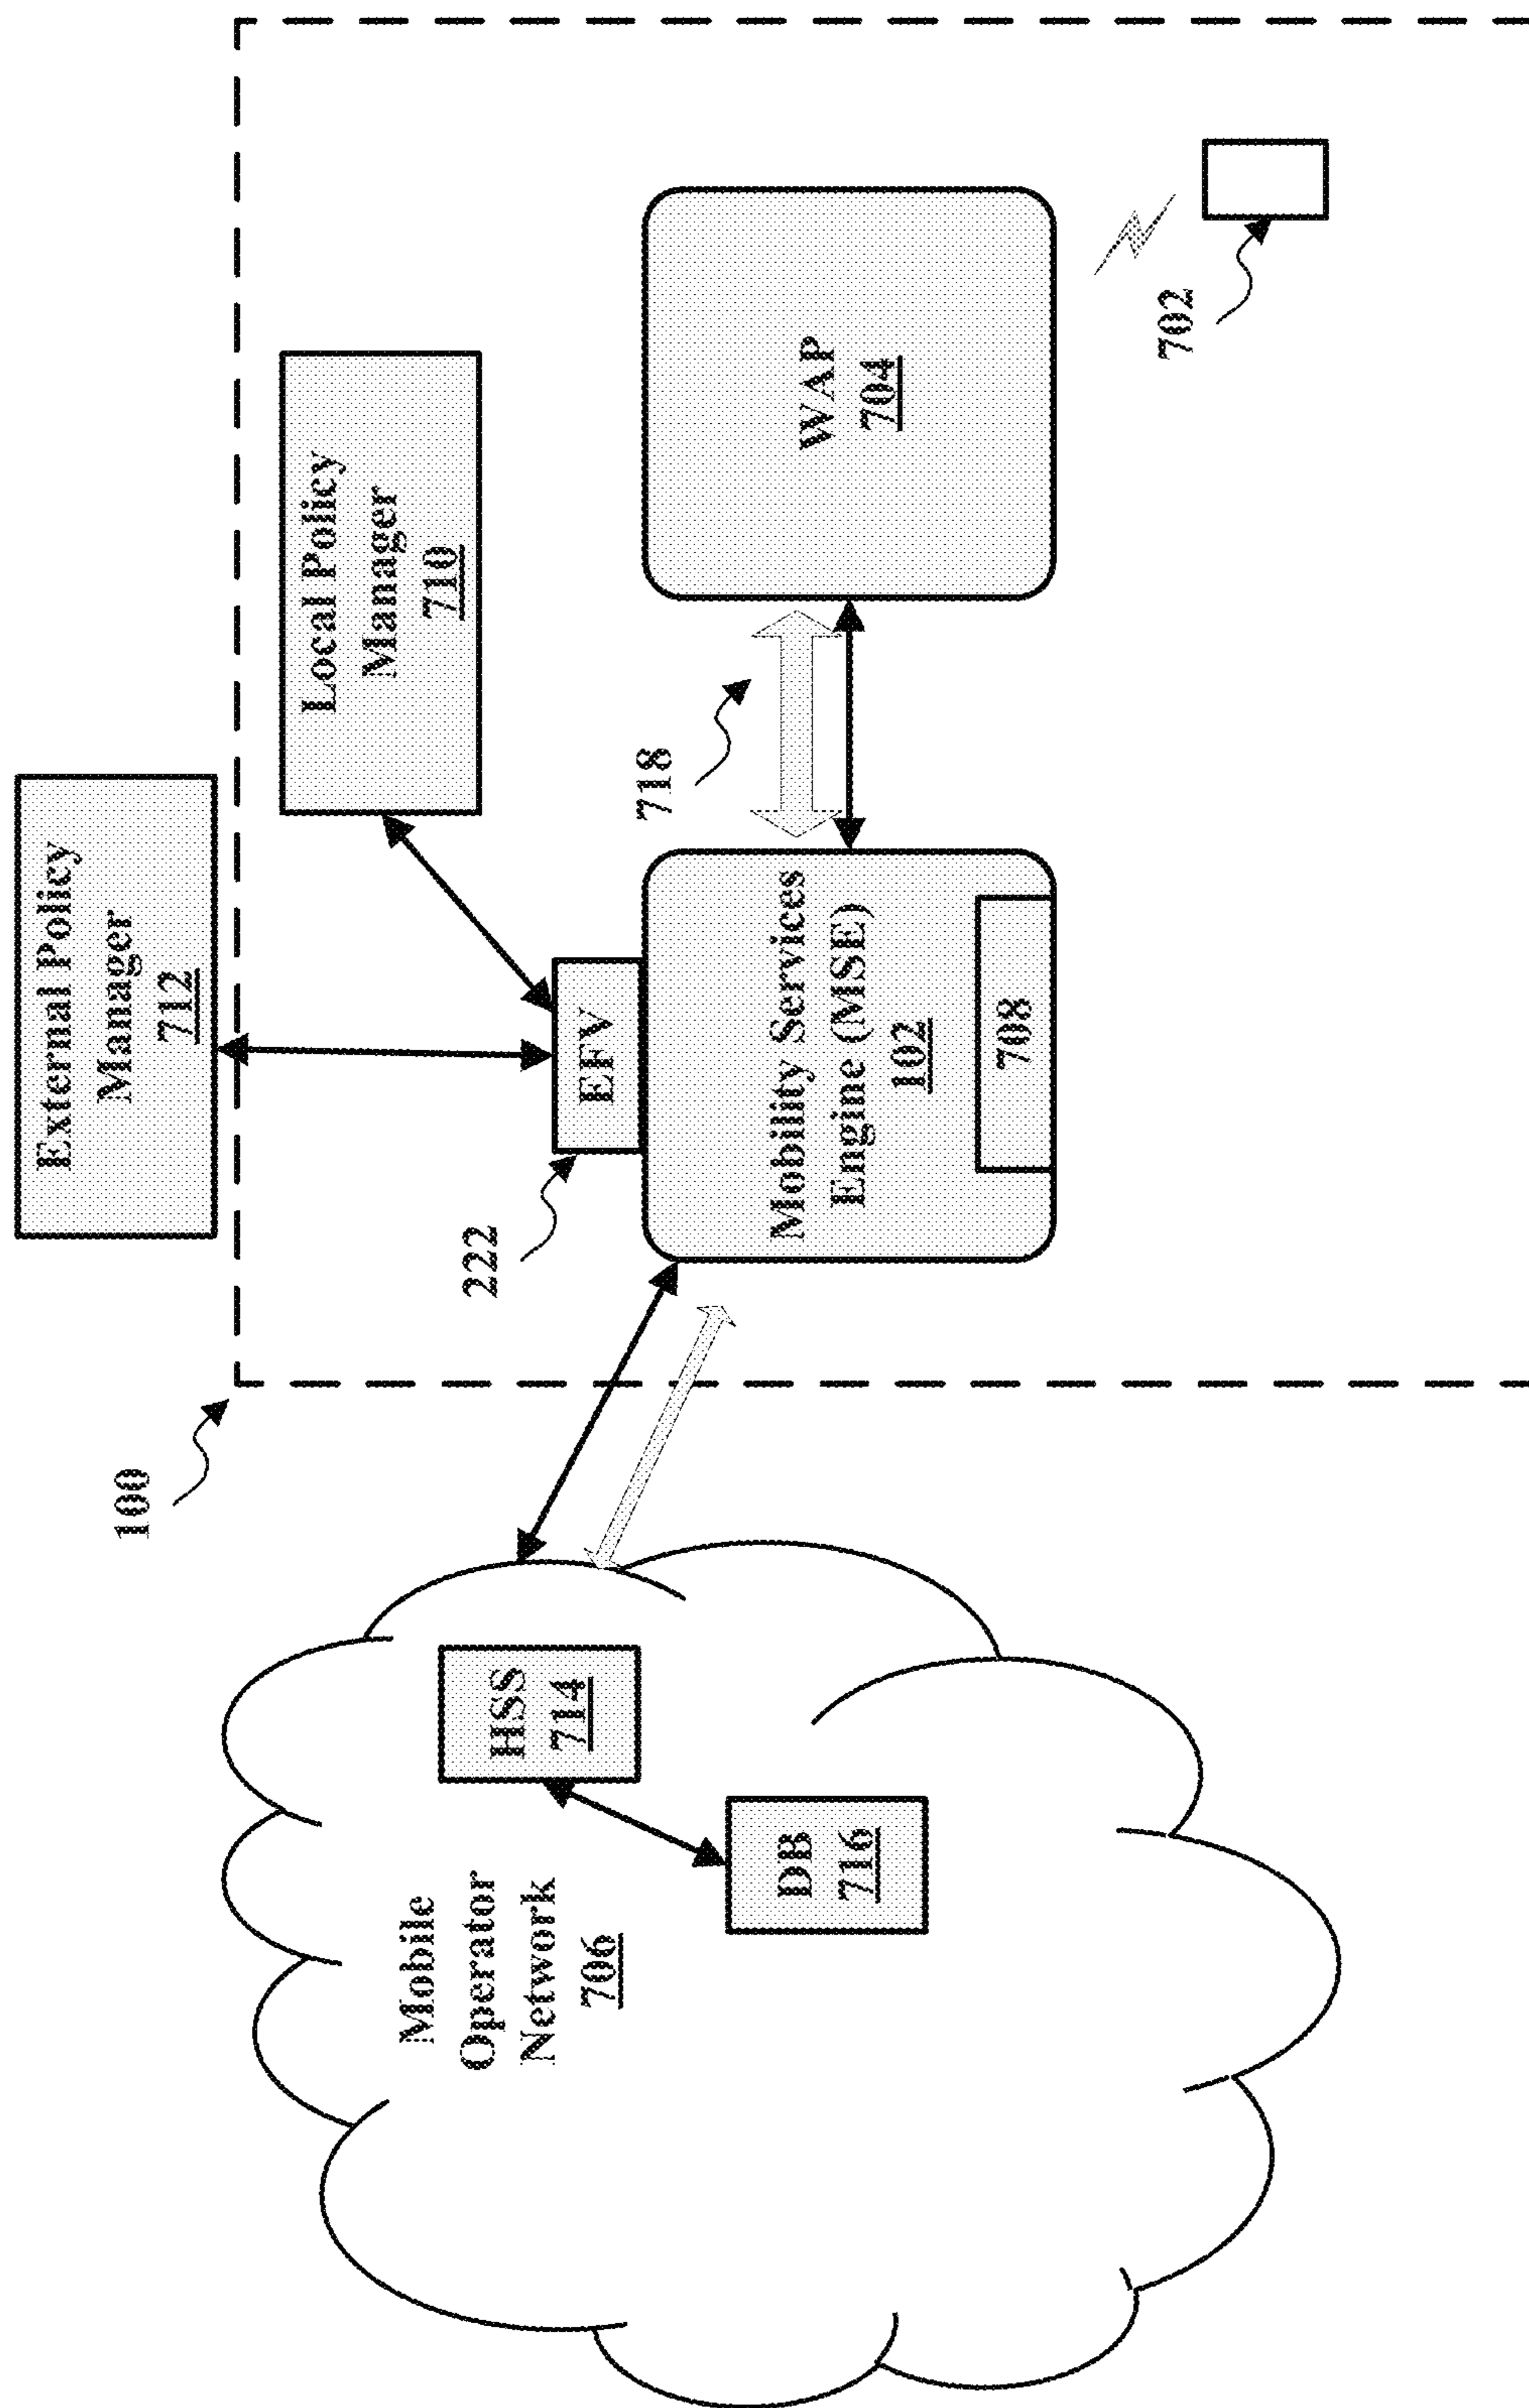 External Policy
Manager
712
100
Local Policy
Manager
710
222
EFV
718
Mobility Services
Engine (MSE)
102
708
WAP
704
702
Mobile
Operator
Network
706
HSS
714
DB
716